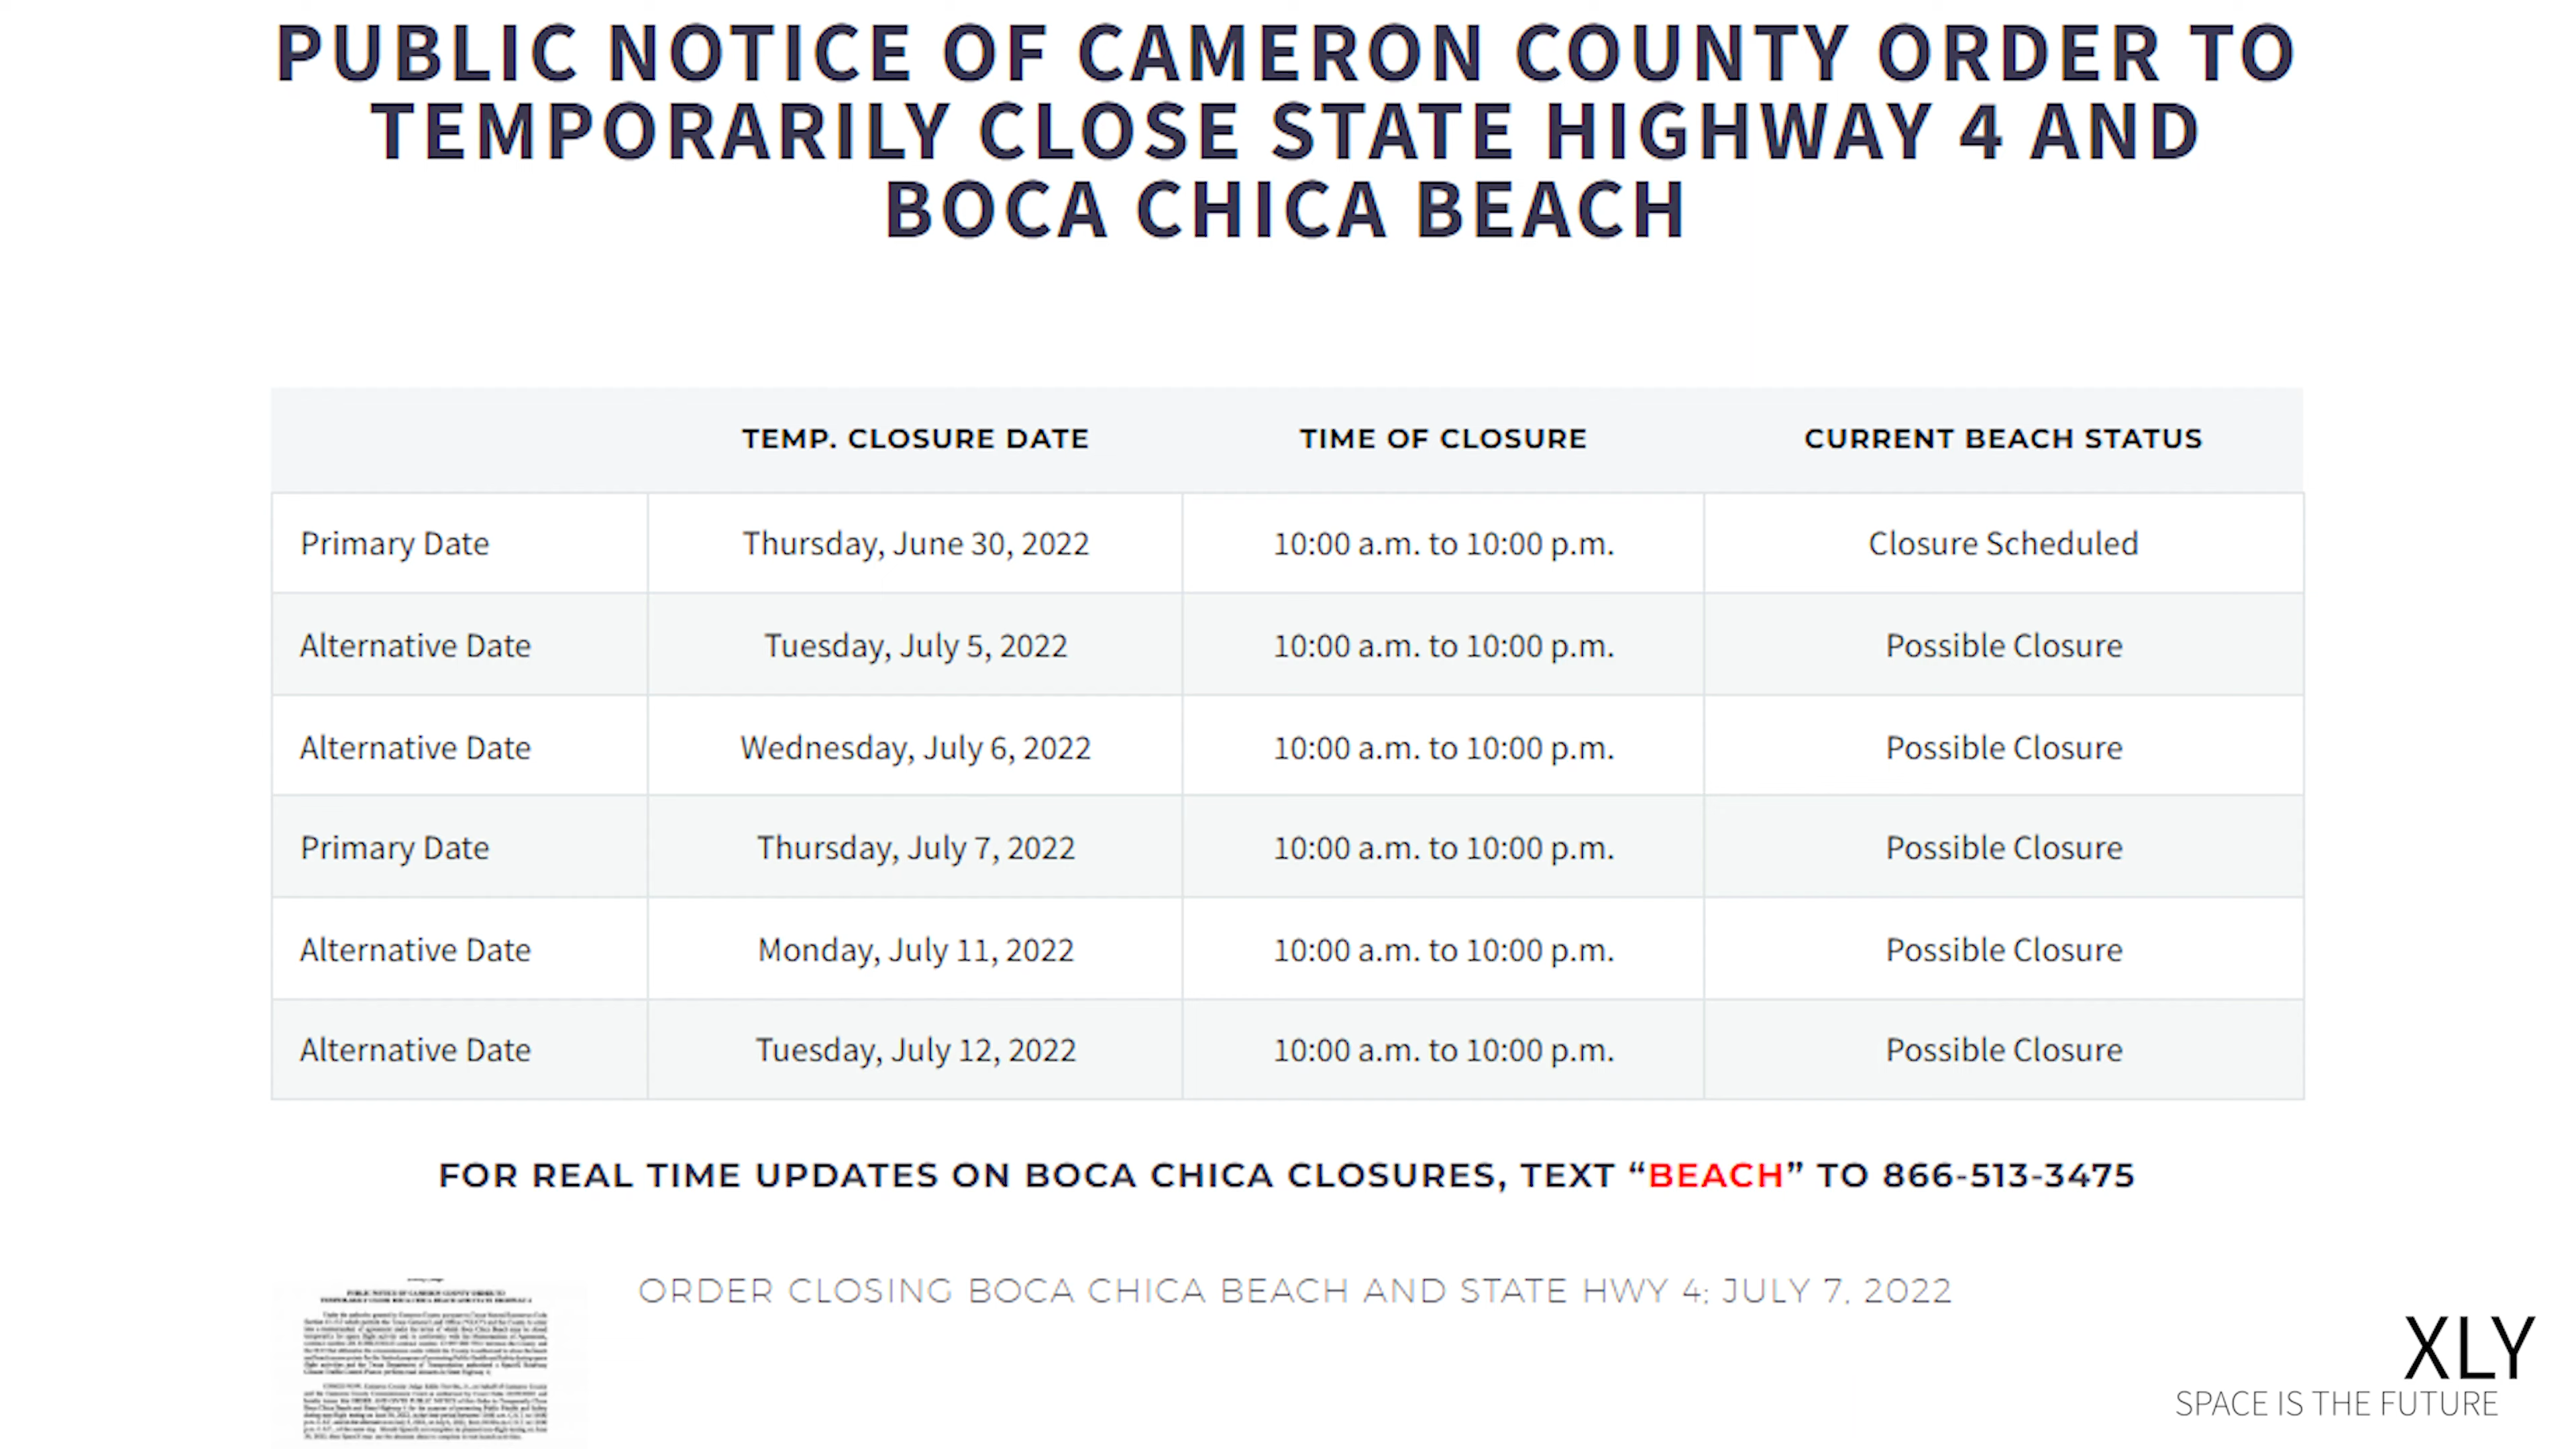 PUBLIC NOTICE OF CAMERON COUNTY ORDER TO
TEMPORARILY CLOSE STATE HIGHWAY 4 AND
BOCA CHICA BEACH
TEMP. CLOSURE DATE TIME OF CLOSURE CURRENT BEACH STATUS
Primary Date Thursday, June 30, 2022 10:00 a.m. to 10:00 p.m. Closure Scheduled
Alternative Date Tuesday, July 5, 2022 10:00 a.m. to 10:00 p.m. Possible Closure
Alternative Date Wednesday, July 6, 2022 10:00 a.m. to 10:00 p.m. Possible Closure
Primary Date Thursday, July 7, 2022 10:00 a.m. to 10:00 p.m. Possible Closure
Alternative Date Monday, July 11, 2022 10:00 a.m. to 10:00 p.m. Possible Closure
Alternative Date Tuesday, July 12, 2022 10:00 a.m. to 10:00 p.m. Possible Closure
FOR REAL TIME UPDATES ON BOCA CHICA CLOSURES, TEXT “BEACH” TO 866-513-3475
ORDER CLOSING BOCA CHICA BEACH AND STATE HWY 4; JULY 7, 2022
PUBLIC NOTICE OF CAMERON COUNTY ORDER TO
XLY
SPACE IS THE FUTURE